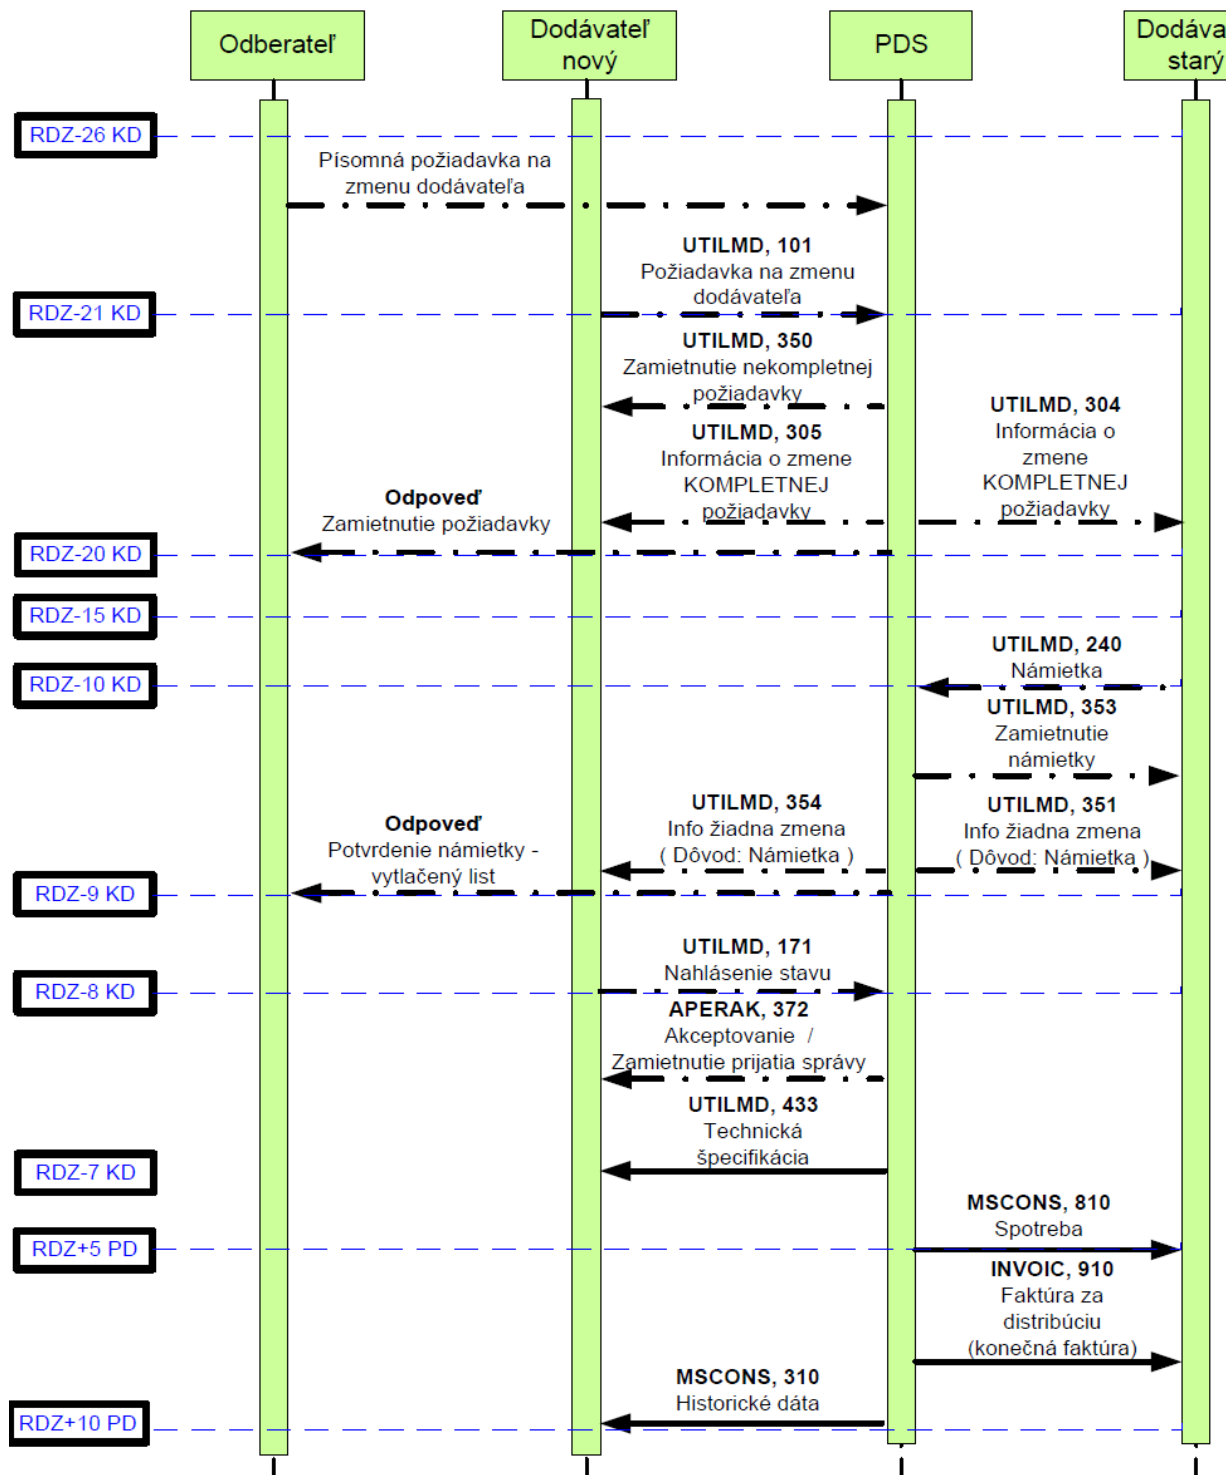 Odberateľ
Dodávateľ
nový
PDS
Dodáva
starý
RDZ-26 KD
Písomná požiadavka na
zmenu dodávateľa
UTILMD, 101
Požiadavka na zmenu
dodávateľa
RDZ-21 KD
UTILMD, 350
Zamietnutie nekompletnej
požiadavky
UTILMD, 304
Informácia o
zmene
KOMPLETNEJ
požiadavky
UTILMD, 305
Informácia o zmene
KOMPLETNEJ
požiadavky
Odpoveď
Zamietnutie požiadavky
RDZ-20 KD
RDZ-15 KD
UTILMD, 240
Námietka
RDZ-10 KD
UTILMD, 353
Zamietnutie
námietky
UTILMD, 354
Info žiadna zmena
( Dôvod: Námietka )
UTILMD, 351
Info žiadna zmena
( Dôvod: Námietka )
Odpoveď
Potvrdenie námietky -
vytlačený list
RDZ-9 KD
UTILMD, 171
Nahlásenie stavu
RDZ-8 KD
APERAK, 372
Akceptovanie /
Zamietnutie prijatia správy
UTILMD, 433
Technická
špecifikácia
RDZ-7 KD
MSCONS, 810
Spotreba
RDZ+5 PD
INVOIC, 910
Faktúra za
distribúciu
(konečná faktúra)
MSCONS, 310
Historické dáta
RDZ+10 PD